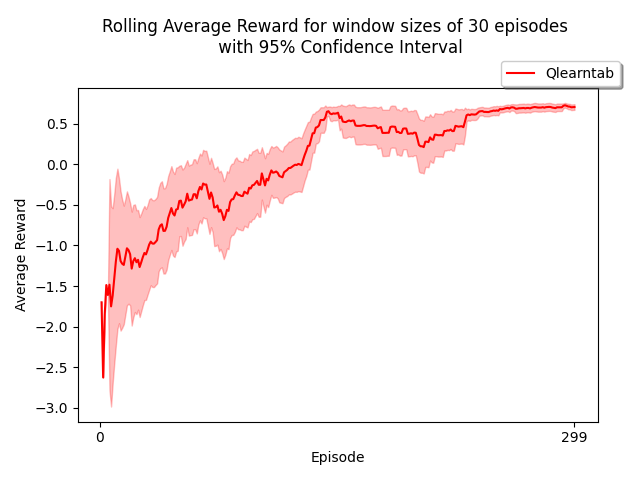 Rolling Average Reward for window sizes of 30 episodes
with 95% Confidence Interval
Qlearntab
Average Reward
0.5
0.0
−0.5
−1.0
−1.5
−2.0
−2.5
−3.0
0
299
Episode